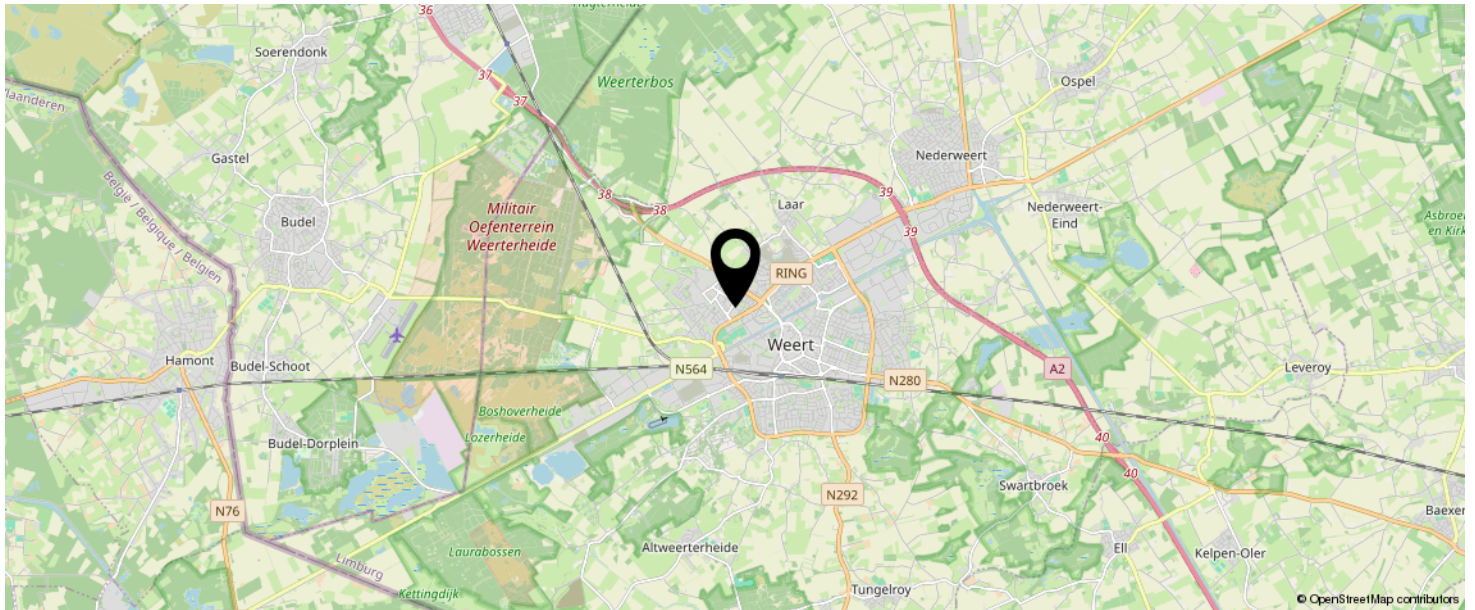 36
Soerendonk
37
37
Weerterbos
Ospel
Vlaanderen
Gastel
Nederweert
België / Belgique / Belgien
Budel
Militair
Oefenterrein
Weerterheide
38
38
Laar
39
39
Nederweert-
Eind
en Kirk
RING
Hamont
Budel-Schoot
N564
Weert
N280
A2
Leveroy
Boshoverheide
Lozerheide
Budel-Dorplein
40
40
N76
N292
Swartbroek
Baexem
Laurabossen
Altweerterheide
Ell
Kelpen-Oler
Limburg
Kettingdijk
Tungelroy
© OpenStreetMap contributors